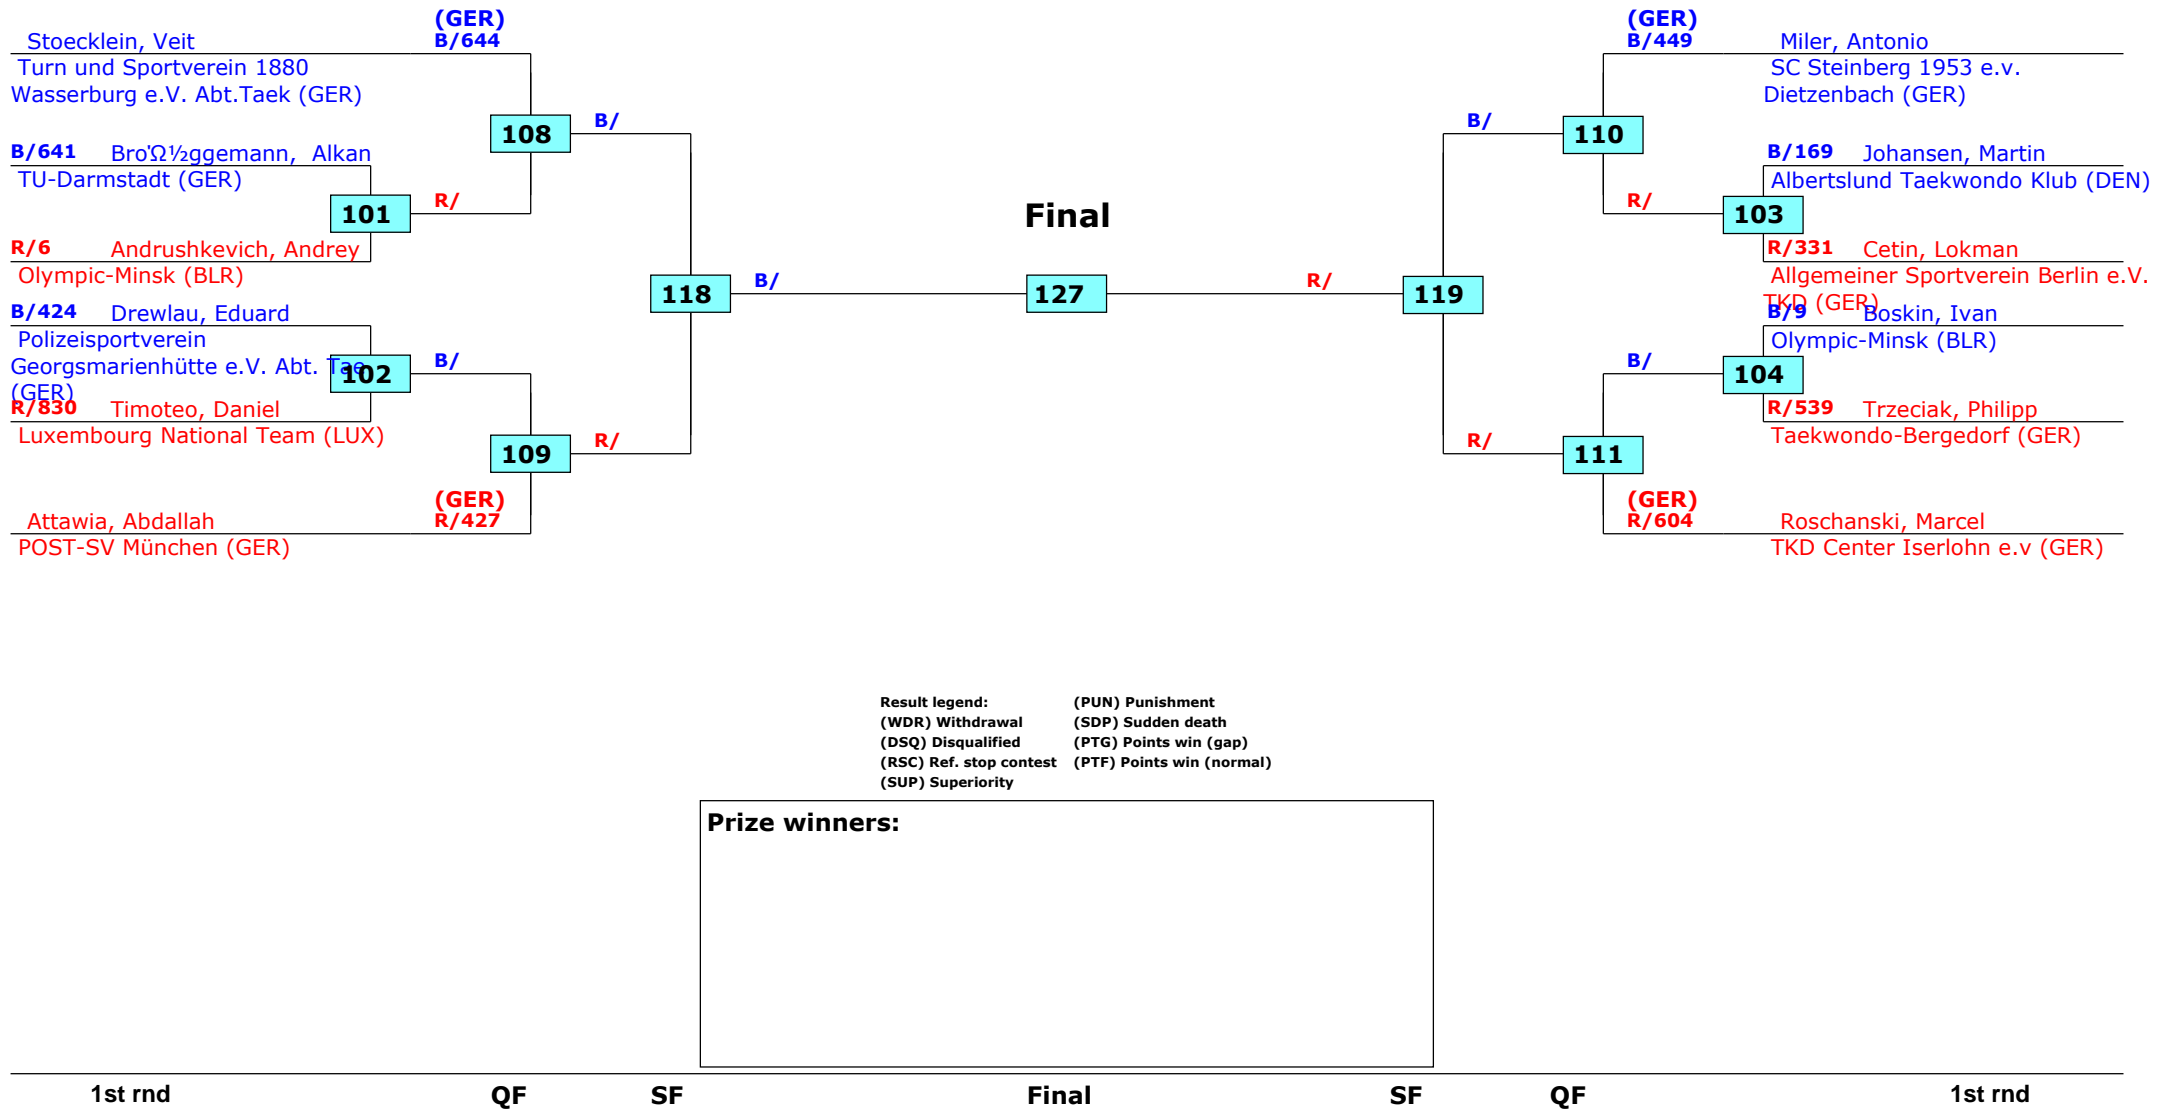 (GER)
Stoecklein, Veit B/644
Turn und Sportverein 1880
Wasserburg e.V. Abt.Taek (GER)
108
B/
B/641 Bro'Ω½ggemann, Alkan
TU-Darmstadt (GER)
101
R/
R/6 Andrushkevich, Andrey
Olympic-Minsk (BLR)
118
B/
B/424 Drewlau, Eduard
Polizeisportverein
Georgsmarienhütte e.V. Abt. Tae
(GER)
102
B/
R/830 Timoteo, Daniel
Luxembourg National Team (LUX)
109
R/
(GER)
Attawia, Abdallah R/427
POST-SV München (GER)
Final
127
(GER)
B/449 Miler, Antonio
SC Steinberg 1953 e.v.
Dietzenbach (GER)
B/
110
B/169 Johansen, Martin
Albertslund Taekwondo Klub (DEN)
R/
103
R/331 Cetin, Lokman
Allgemeiner Sportverein Berlin e.V.
TKD (GER)
R/
119
B/9 Boskin, Ivan
Olympic-Minsk (BLR)
B/
104
R/539 Trzeciak, Philipp
Taekwondo-Bergedorf (GER)
R/
111
(GER)
R/604 Roschanski, Marcel
TKD Center Iserlohn e.v (GER)
Result legend: (PUN) Punishment
(WDR) Withdrawal (SDP) Sudden death
(DSQ) Disqualified (PTG) Points win (gap)
(RSC) Ref. stop contest (PTF) Points win (normal)
(SUP) Superiority
Prize winners:
1st rnd QF SF Final SF QF 1st rnd